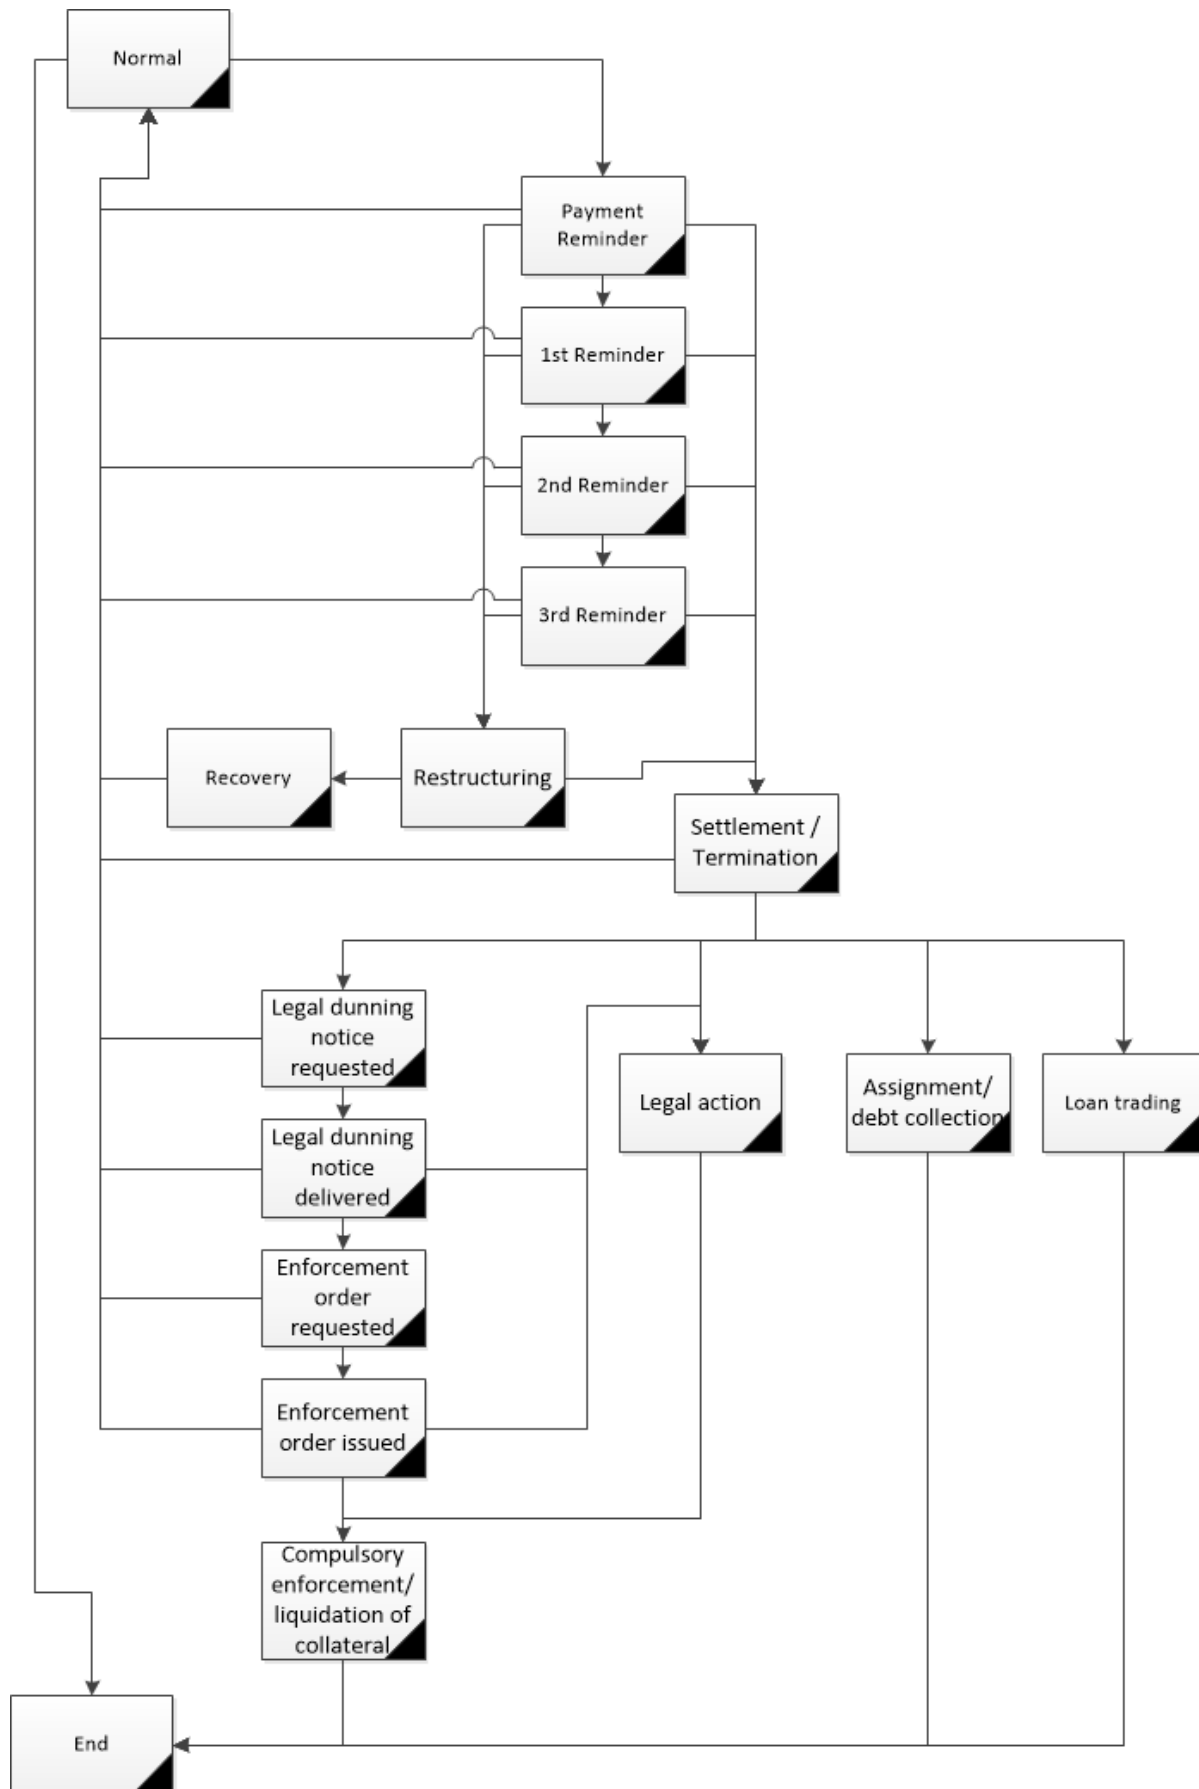 Normal
Payment
Reminder
1st Reminder
2nd Reminder
3rd Reminder
Recovery
Restructuring
Settlement /
Termination
Legal dunning
notice
requested
Legal action
Assignment/
debt collection
Loan trading
Legal dunning
notice
delivered
Enforcement
order
requested
Enforcement
order issued
Compulsory
enforcement/
liquidation of
collateral
End